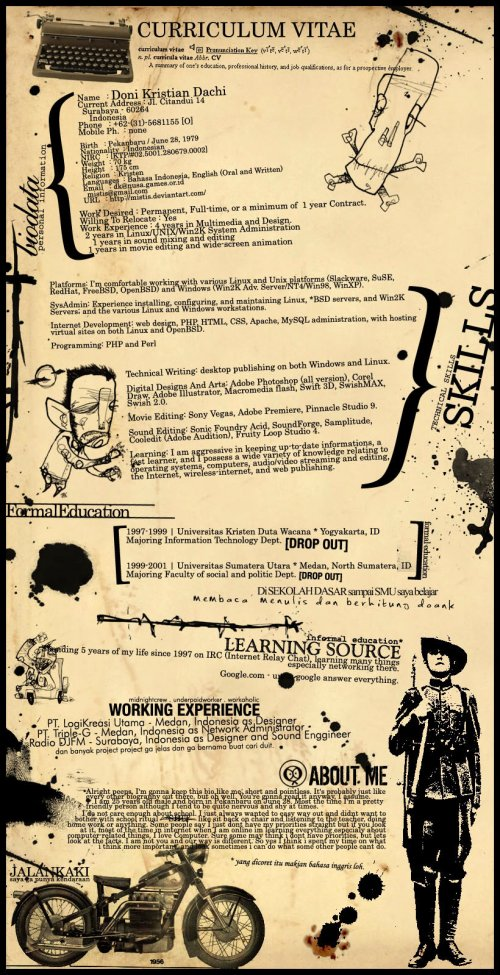 CURRICULUM VITAE
curriculum vitae Pronunciation Key
n. pl. curricula vitae Abbr. CV
A summary of one's education, professional history, and job qualifications, as for a prospective employer.
biodata
personal information
Name : Doni Kristian Dachi
Current Address : Jl. Citandui 14
Surabaya - 60264
Indonesia
Phone : +62-(31)-5681155 [O]
Mobile Ph. : none
Birth : Pekanbaru / June 28, 1979
Nationality : Indonesian
NIRC : [KTP/#02.5001.280679.0002]
Weight : 70 kg
Height : 175 cm
Religion : Kristen
Languages : Bahasa Indonesia, English (Oral and Written)
Email : dx@nusa.games.or.id
mistis@gmail.com
URL : http://mistis.deviantart.com/
Work Desired : Permanent, Full-time, or a minimum of 1 year Contract.
Willing To Relocate : Yes
Work Experience : 4 years in Multimedia and Design.
2 years in Linux/UNIX/Win2K System Administration
1 years in sound mixing and editing
1 years in movie editing and wide-screen animation
SKILLS
TECHNICAL SKILLS
Platforms: I'm comfortable working with various Linux and Unix platforms (Slackware, SuSE,
RedHat, FreeBSD, OpenBSD) and Windows (Win2K Adv. Server/NT4/Win98, WinXP).
SysAdmin: Experience installing, configuring, and maintaining Linux, *BSD servers, and Win2K
Servers; and the various Linux and Windows workstations.
Internet Development: web design, PHP, HTML, CSS, Apache, MySQL administration, with hosting
virtual sites on both Linux and OpenBSD.
Programming: PHP and Perl
Technical Writing: desktop publishing on both Windows and Linux.
Digital Designs And Arts: Adobe Photoshop (all version), Corel
Draw, Adobe Illustrator, Macromedia flash, Swift 3D, SwishMAX,
Swish 2.0.
Movie Editing: Sony Vegas, Adobe Premiere, Pinnacle Studio 9.
Sound Editing: Sonic Foundry Acid, SoundForge, Samplitude,
Cooledit (Adobe Audition), Fruity Loop Studio 4.
Learning: I am aggressive in keeping up-to-date informations, a
fast learner, and I possess a wide variety of knowledge relating to
operating systems, computers, audio/video streaming and editing,
the Internet, wireless-internet, and web publishing.
Formal Education
formal education
1997-1999 | Universitas Kristen Duta Wacana * Yogyakarta, ID
Majoring Information Technology Dept. [DROP OUT]
1999-2001 | Universitas Sumatera Utara * Medan, North Sumatera, ID
Majoring Faculty of social and politic Dept. [DROP OUT]
Di SEKOLAH DASAR sampai SMU saya belajar
membaca menulis dan berhitung doank
informal education*
LEARNING SOURCE
5 years of my life since 1997 on IRC (Internet Relay Chat), learning many things
especially networking there.
Google.com - google answer everything.
midnightcrew . underpaidworker . workaholic
WORKING EXPERIENCE
PT. LogiKreasi Utama - Medan, Indonesia as Designer
PT. Triple-G - Medan, Indonesia as Network Adminstrator
Radio DJFM - Surabaya, Indonesia as Designer and Sound Enggineer
dan banyak project project ga jelas dan ga bernama buat cari duit.
ABOUT ME
*Alright poeps, I'm gonna keep this bio like me, short and pointless. It's probably just like
every other biography out there, but oh well. You're gonna read it anyway, I assume.
I am 25 years old male and born in Pekanbaru on June 28. Most the time I'm a pretty
friendly person although I tend to be quite nervous and shy at times.
I do not care enough about school. I just always wanted to easy way out and didnt want to
bother with school ritual like sit back on chair and listening to the teacher, doing
home work or anything. Some people say I just dont have my priorities straight but if you look
at it, most of the time in internet when I am online im learning everything especially about
computer-related things. I love Computer. Sure some may think I dont have priorities, but lets
look at the facts. I am not you and our way is different. So yps I think I spent my time on what
i think more important and sometimes i can do what some other people cant do.
* yang dicoret itu makian bahasa inggris loh.
JALANKAKI
saya ga punya kendaraan
1956